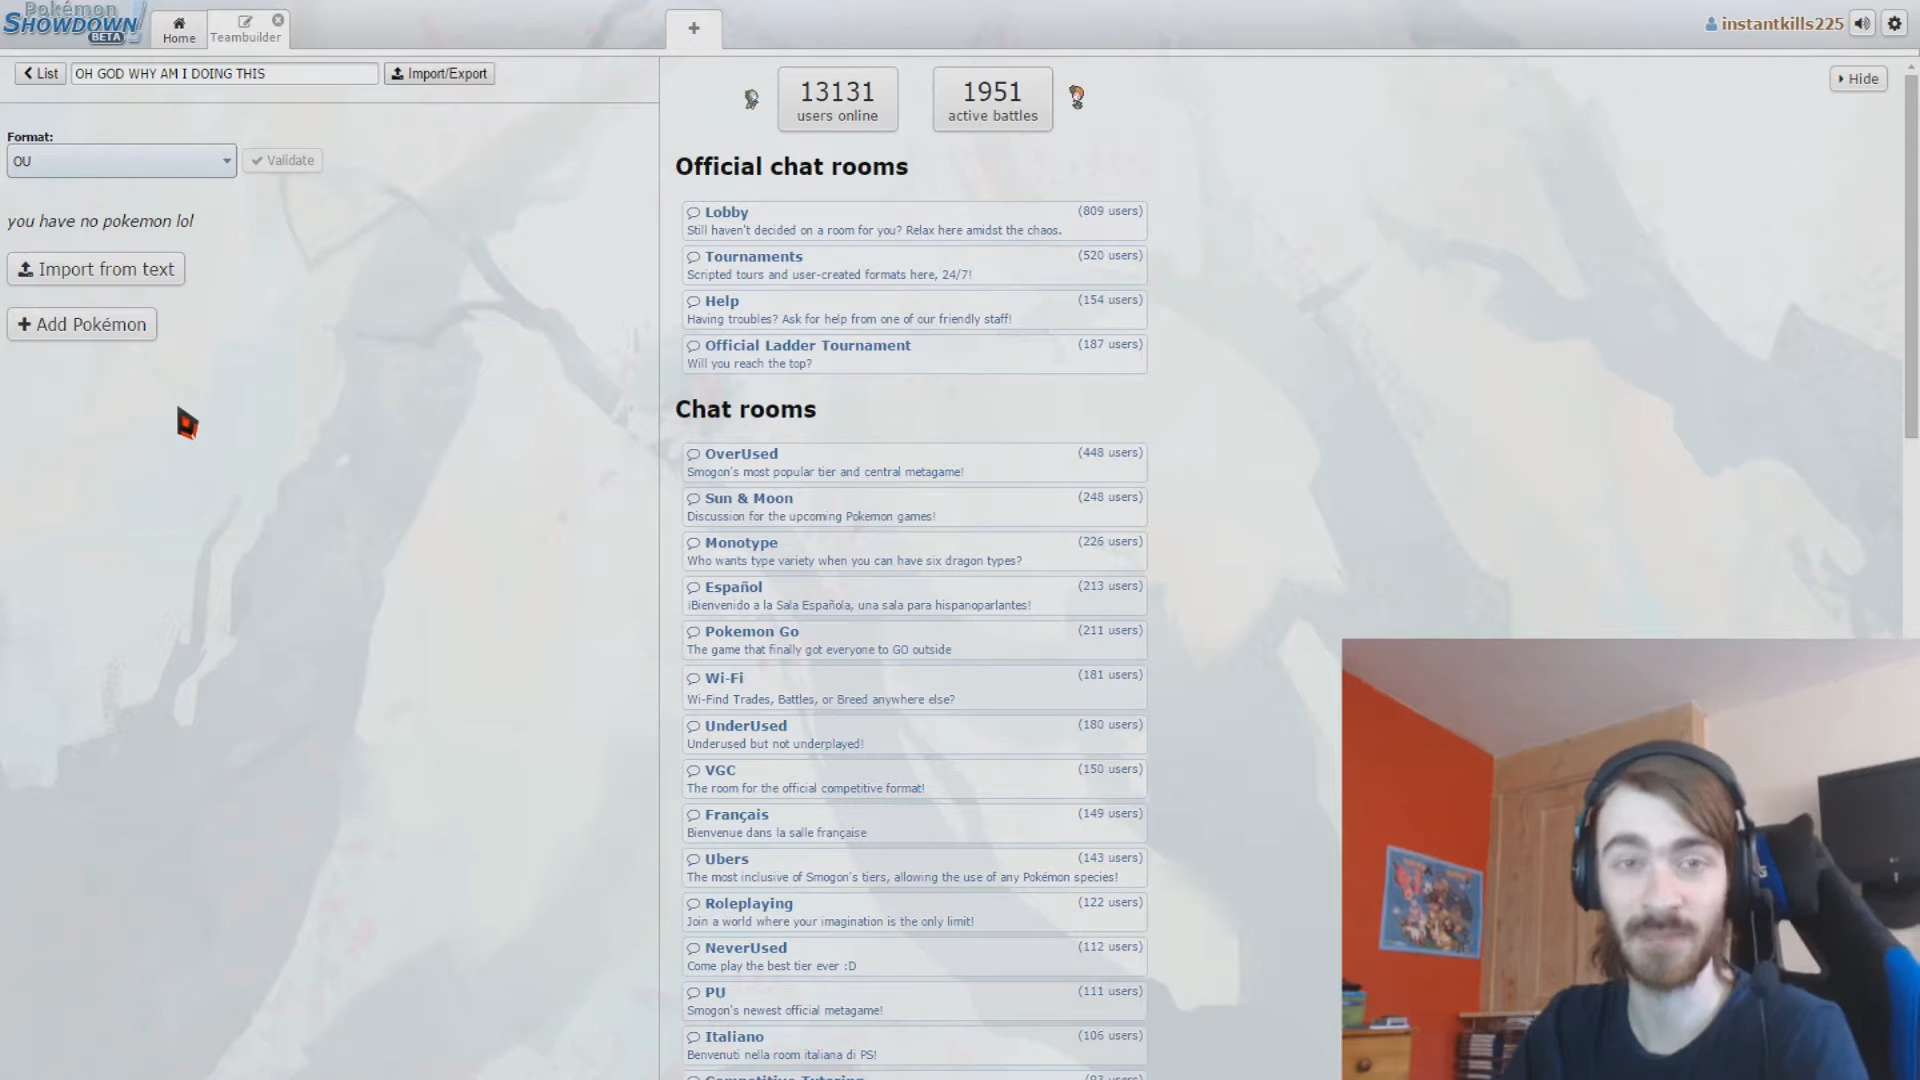 Pokémon
SHOWDOWN
BETA
Home
Teambuilder
+
instantkills225
List
OH GOD WHY AM I DOING THIS
Import/Export
Format:
OU
Validate
you have no pokemon lol
Import from text
Add Pokémon
13131
users online
1951
active battles
Hide
Official chat rooms
Lobby (809 users)
Still haven't decided on a room for you? Relax here amidst the chaos.
Tournaments (520 users)
Scripted tours and user-created formats here, 24/7!
Help (154 users)
Having troubles? Ask for help from one of our friendly staff!
Official Ladder Tournament (187 users)
Will you reach the top?
Chat rooms
OverUsed (448 users)
Smogon's most popular tier and central metagame!
Sun & Moon (248 users)
Discussion for the upcoming Pokemon games!
Monotype (226 users)
Who wants type variety when you can have six dragon types?
Español (213 users)
¡Bienvenido a la Sala Española, una sala para hispanoparlantes!
Pokemon Go (211 users)
The game that finally got everyone to GO outside
Wi-Fi (181 users)
Wi-Find Trades, Battles, or Breed anywhere else?
UnderUsed (180 users)
Underused but not underplayed!
VGC (150 users)
The room for the official competitive format!
Français (149 users)
Bienvenue dans la salle française
Ubers (143 users)
The most inclusive of Smogon's tiers, allowing the use of any Pokémon species!
Roleplaying (122 users)
Join a world where your imagination is the only limit!
NeverUsed (112 users)
Come play the best tier ever :D
PU (111 users)
Smogon's newest official metagame!
Italiano (106 users)
Benvenuti nella room italiana di PS!
Competitive Tutoring (93 users)